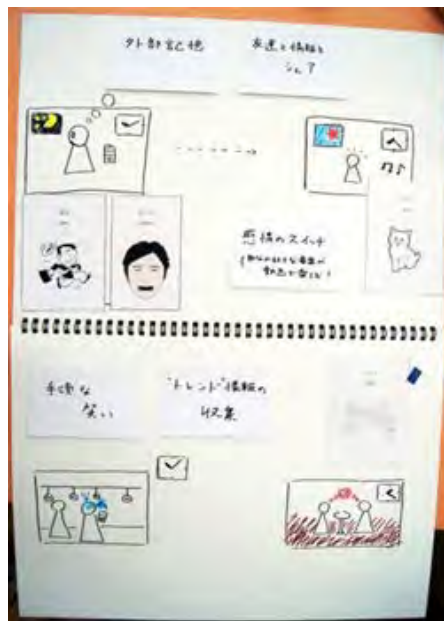 外部記憶
友達と情報を
シェア
感情のスイッチ
手軽な
笑い
"トレンド"情報の
収集